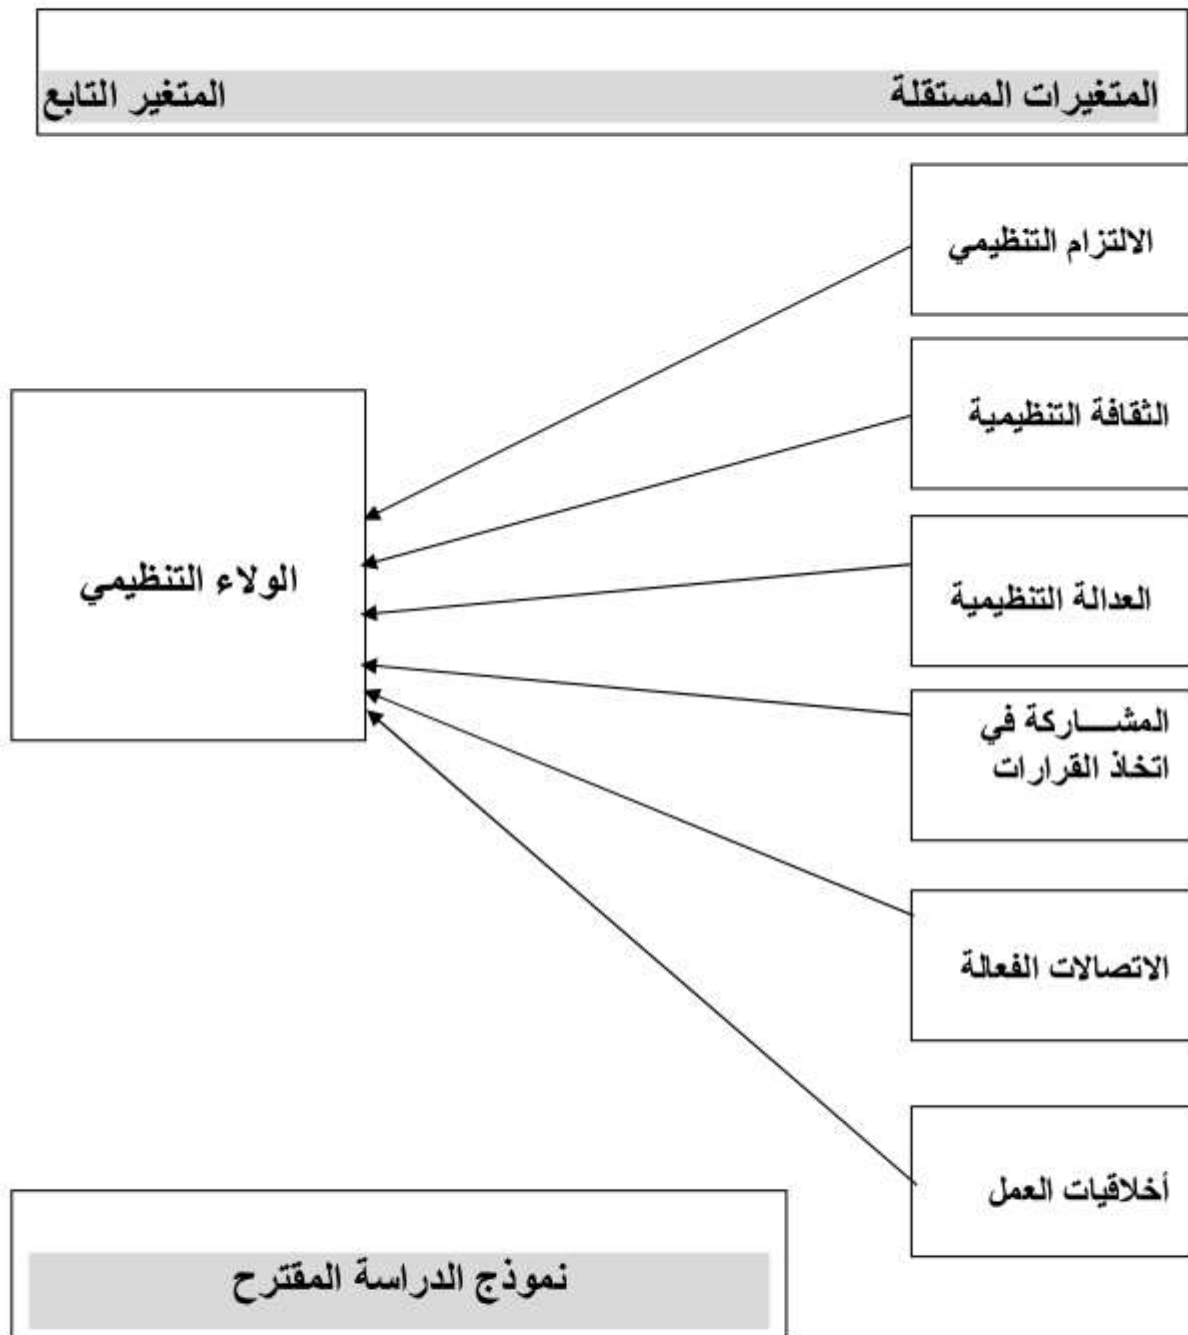 المتغيرات المستقلة المتغير التابع
الالتزام التنظيمي
الثقافة التنظيمية
العدالة التنظيمية
المشـــاركة في
اتخاذ القرارات
الاتصالات الفعالة
أخلاقيات العمل
الولاء التنظيمي
نموذج الدراسة المقترح